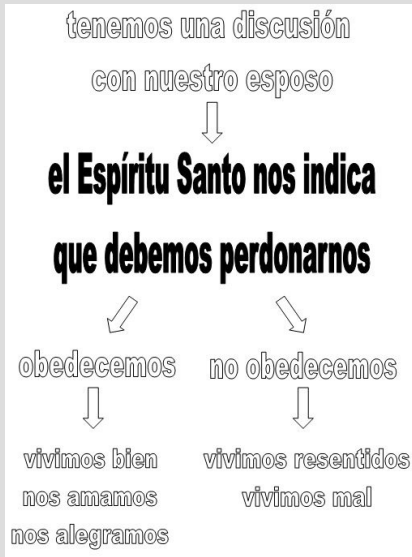 tenemos una discusión
con nuestro esposo
el Espíritu Santo nos indica
que debemos perdonarnos
obedecemos
no obedecemos
vivimos bien
nos amamos
nos alegramos
vivimos resentidos
vivimos mal